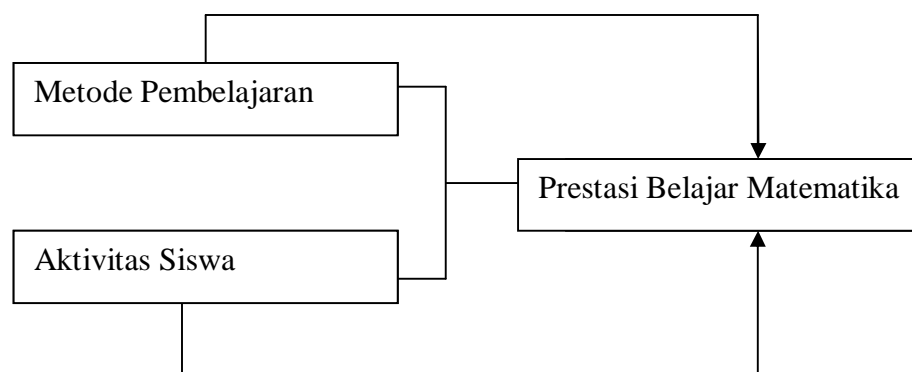 Metode Pembelajaran
Prestasi Belajar Matematika
Aktivitas Siswa